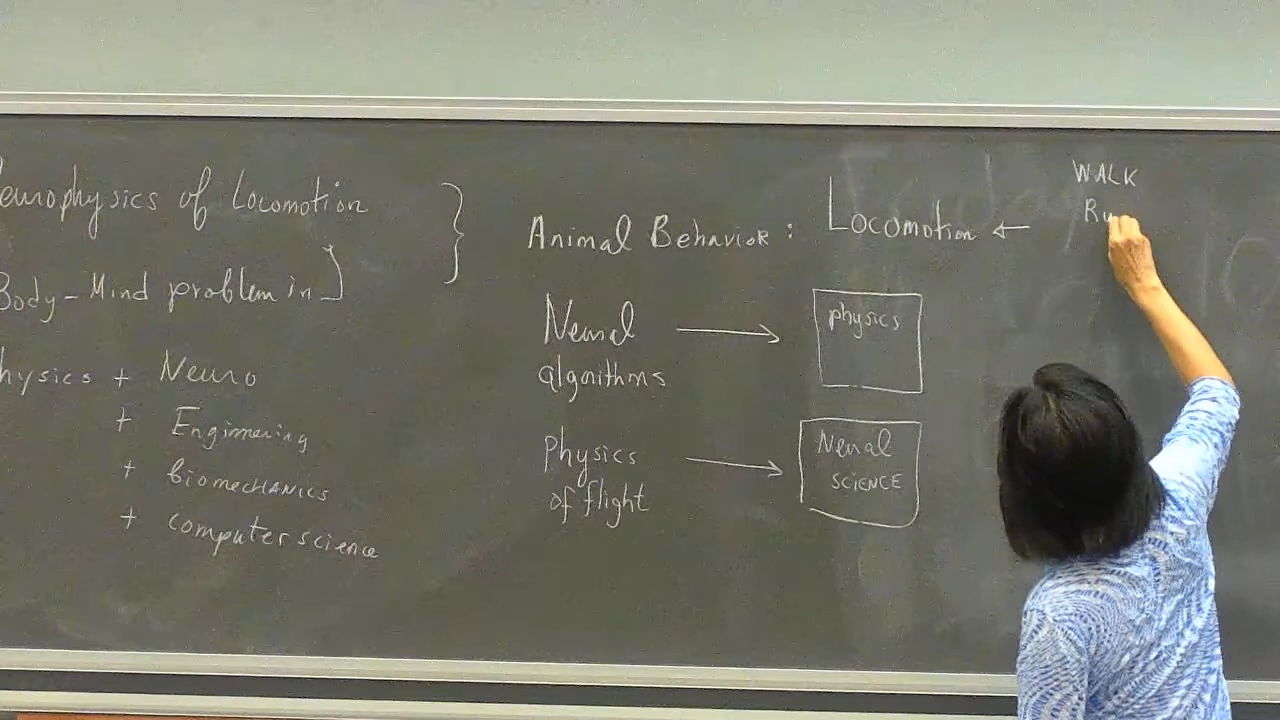 europhysics of Locomotion
Body-Mind problem in
hysics + Neuro
+ Enginnering
+ biomechanics
+ computer science
Animal Behavior: Locomotion ←
WALK
Ru
Neural
algorithms
→
physics
Physics
of flight
→
Neural
SCIENCE